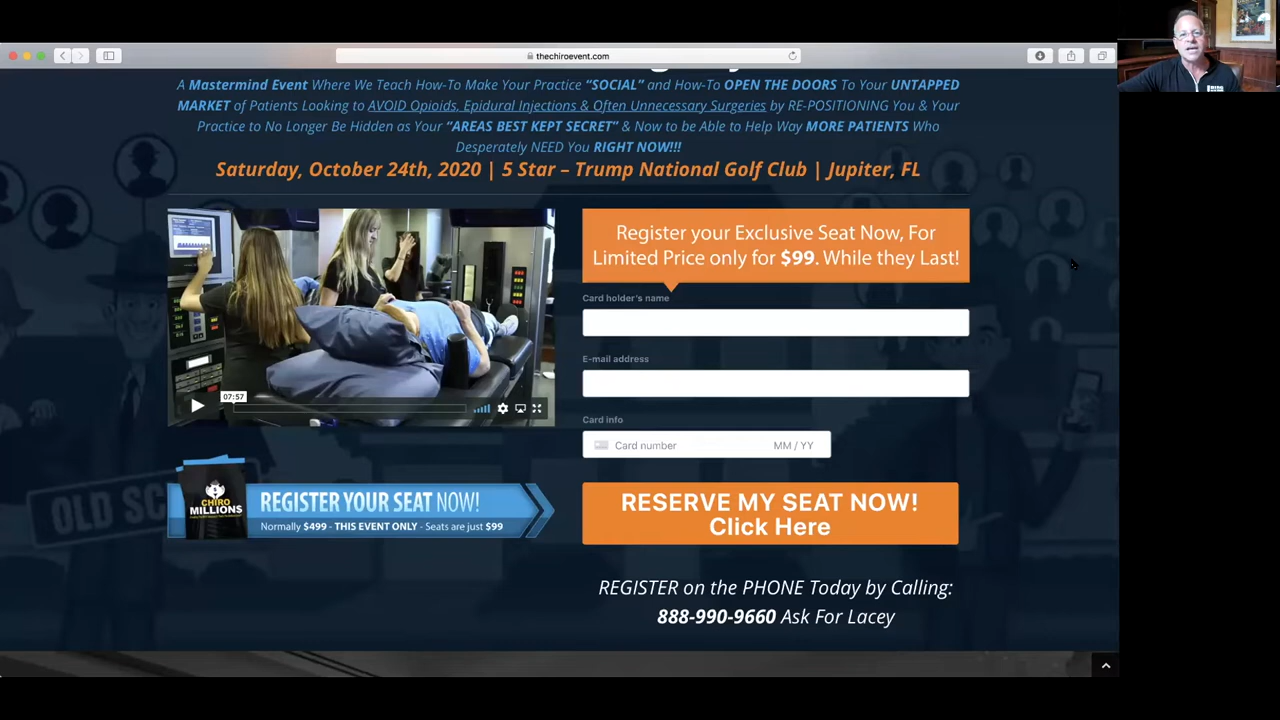 thechiroevent.com
A Mastermind Event Where We Teach How-To Make Your Practice “SOCIAL” and How-To OPEN THE DOORS To Your UNTAPPED
MARKET of Patients Looking to AVOID Opioids, Epidural Injections & Often Unnecessary Surgeries by RE-POSITIONING You & Your
Practice to No Longer Be Hidden as Your “AREAS BEST KEPT SECRET” & Now to be Able to Help Way MORE PATIENTS Who
Desperately NEED You RIGHT NOW!!!
Saturday, October 24th, 2020 | 5 Star – Trump National Golf Club | Jupiter, FL
07:57
CHIRO
MILLIONS
REGISTER YOUR SEAT NOW!
Normally $499 - THIS EVENT ONLY - Seats are just $99
Register your Exclusive Seat Now, For
Limited Price only for $99. While they Last!
Card holder's name
E-mail address
Card info
Card number MM / YY
RESERVE MY SEAT NOW!
Click Here
REGISTER on the PHONE Today by Calling:
888-990-9660 Ask For Lacey
OLD SC